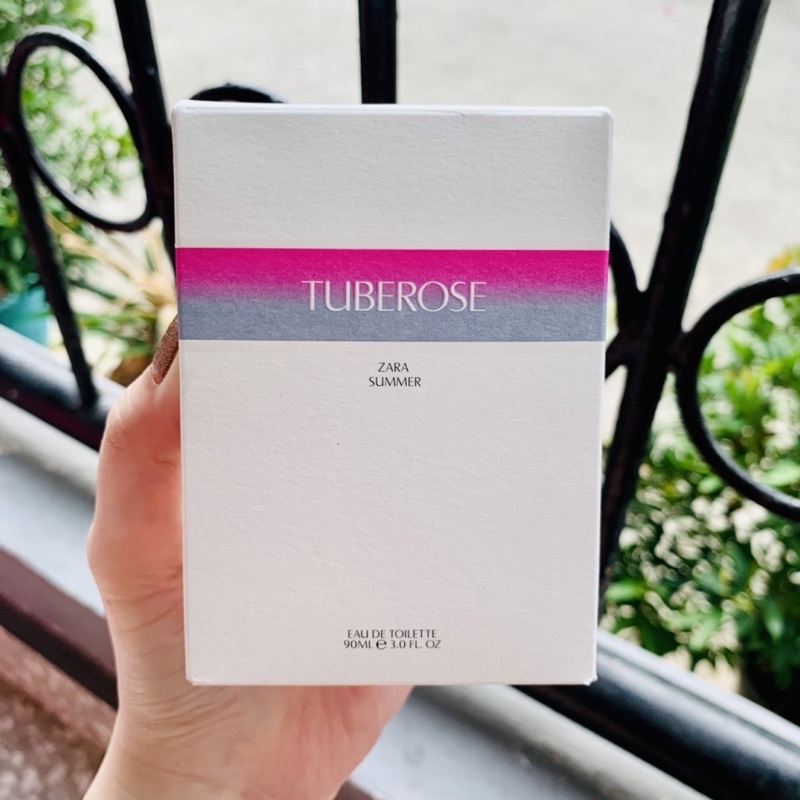 TUBEROSE
ZARA
SUMMER
EAU DE TOILETTE
90ML ℮ 3.0 FL. OZ